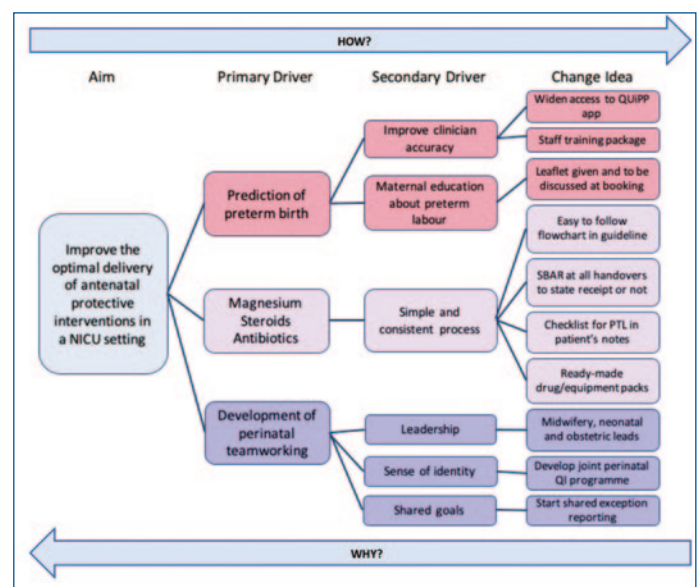 HOW?
Aim
Primary Driver
Secondary Driver
Change Idea
Improve the
optimal delivery
of antenatal
protective
interventions in
a NICU setting
Prediction of
preterm birth
Magnesium
Steroids
Antibiotics
Development of
perinatal
teamworking
Improve clinician
accuracy
Maternal education
about preterm
labour
Simple and
consistent process
Leadership
Sense of identity
Shared goals
Widen access to QUiPP
app
Staff training package
Leaflet given and to be
discussed at booking
Easy to follow
flowchart in guideline
SBAR at all handovers
to state receipt or not
Checklist for PTL in
patient's notes
Ready-made
drug/equipment packs
Midwifery, neonatal
and obstetric leads
Develop joint perinatal
QI programme
Start shared exception
reporting
WHY?